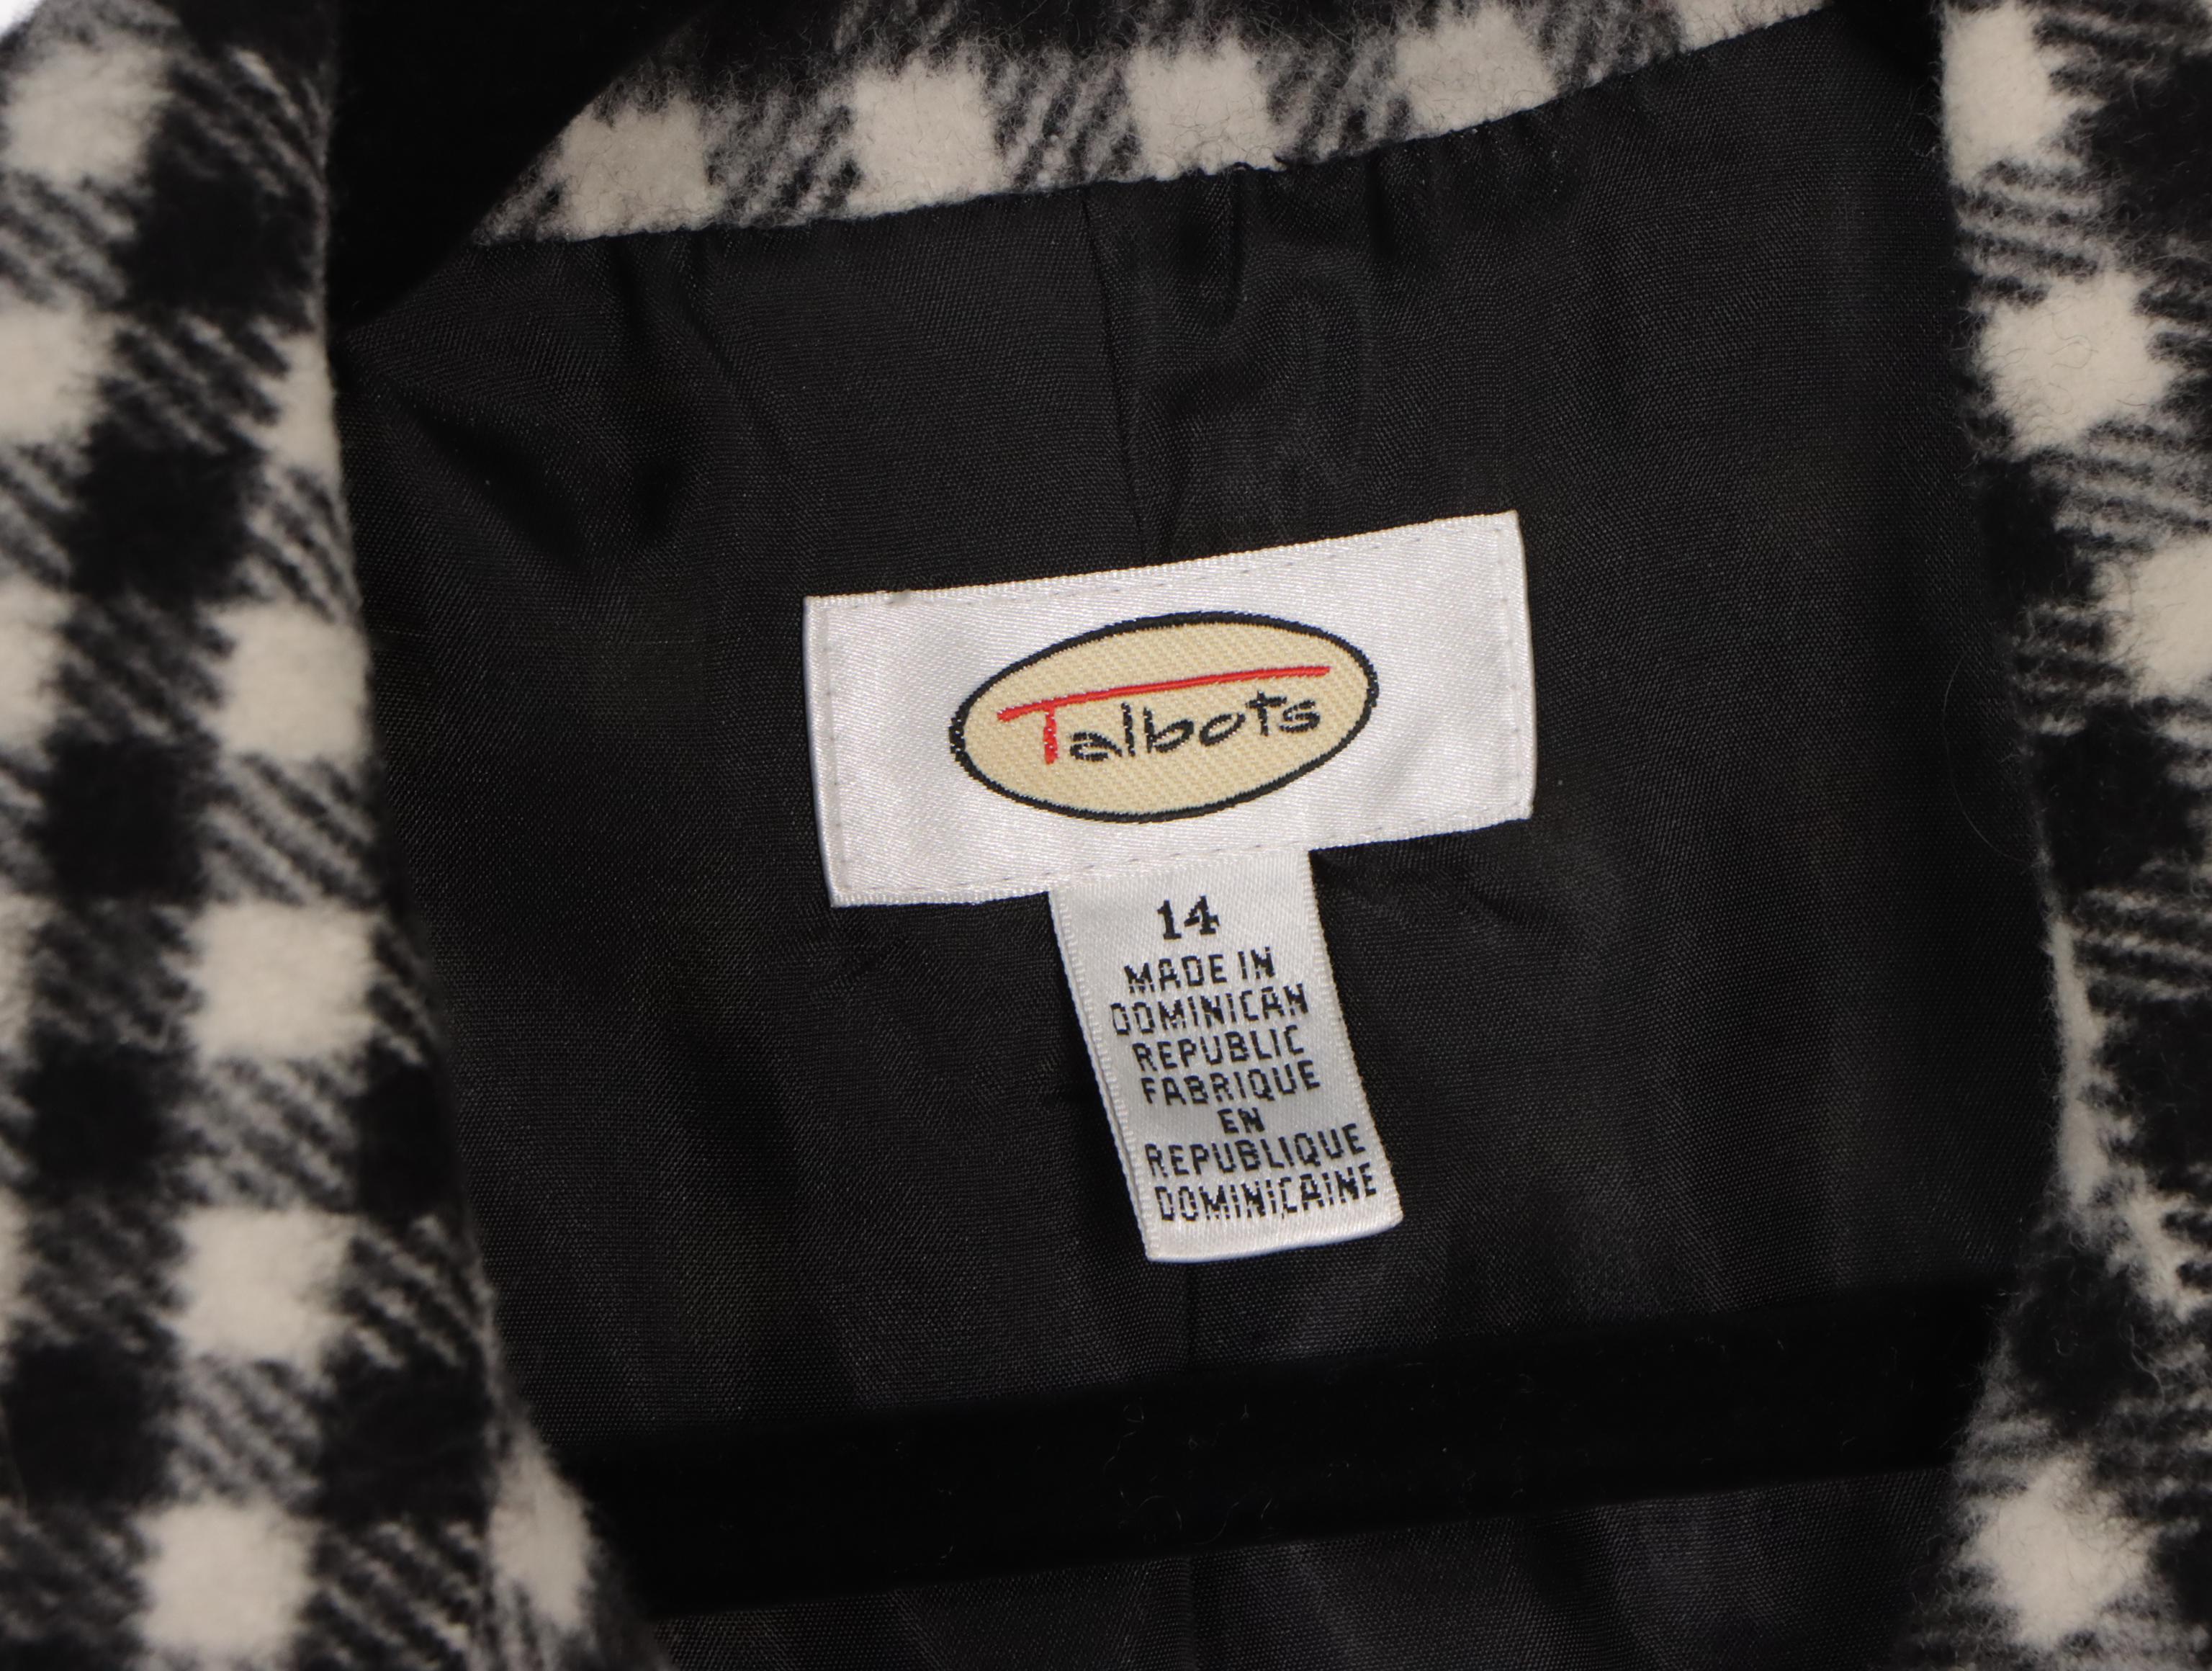 Talbots
14
MADE IN
DOMINICAN
REPUBLIC
FABRIQUE
EN
REPUBLIQUE
DOMINICAINE